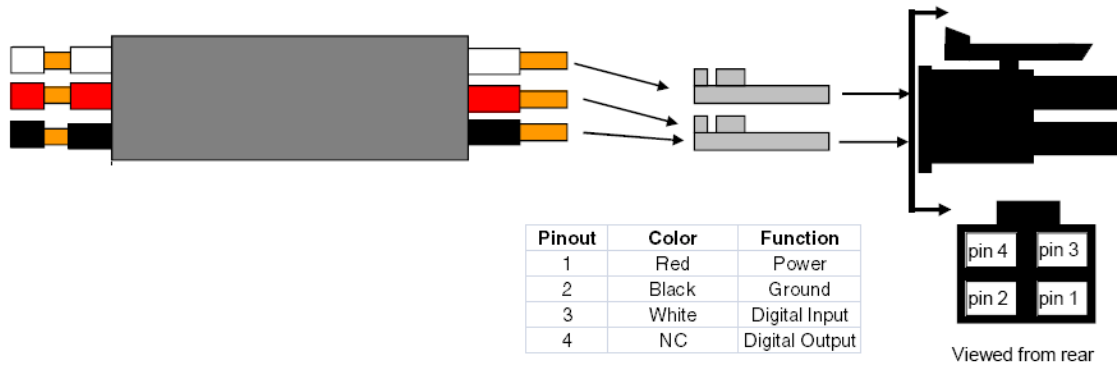 Pinout Color Function
1 Red Power
2 Black Ground
3 White Digital Input
4 NC Digital Output
pin 4 pin 3
pin 2 pin 1
Viewed from rear